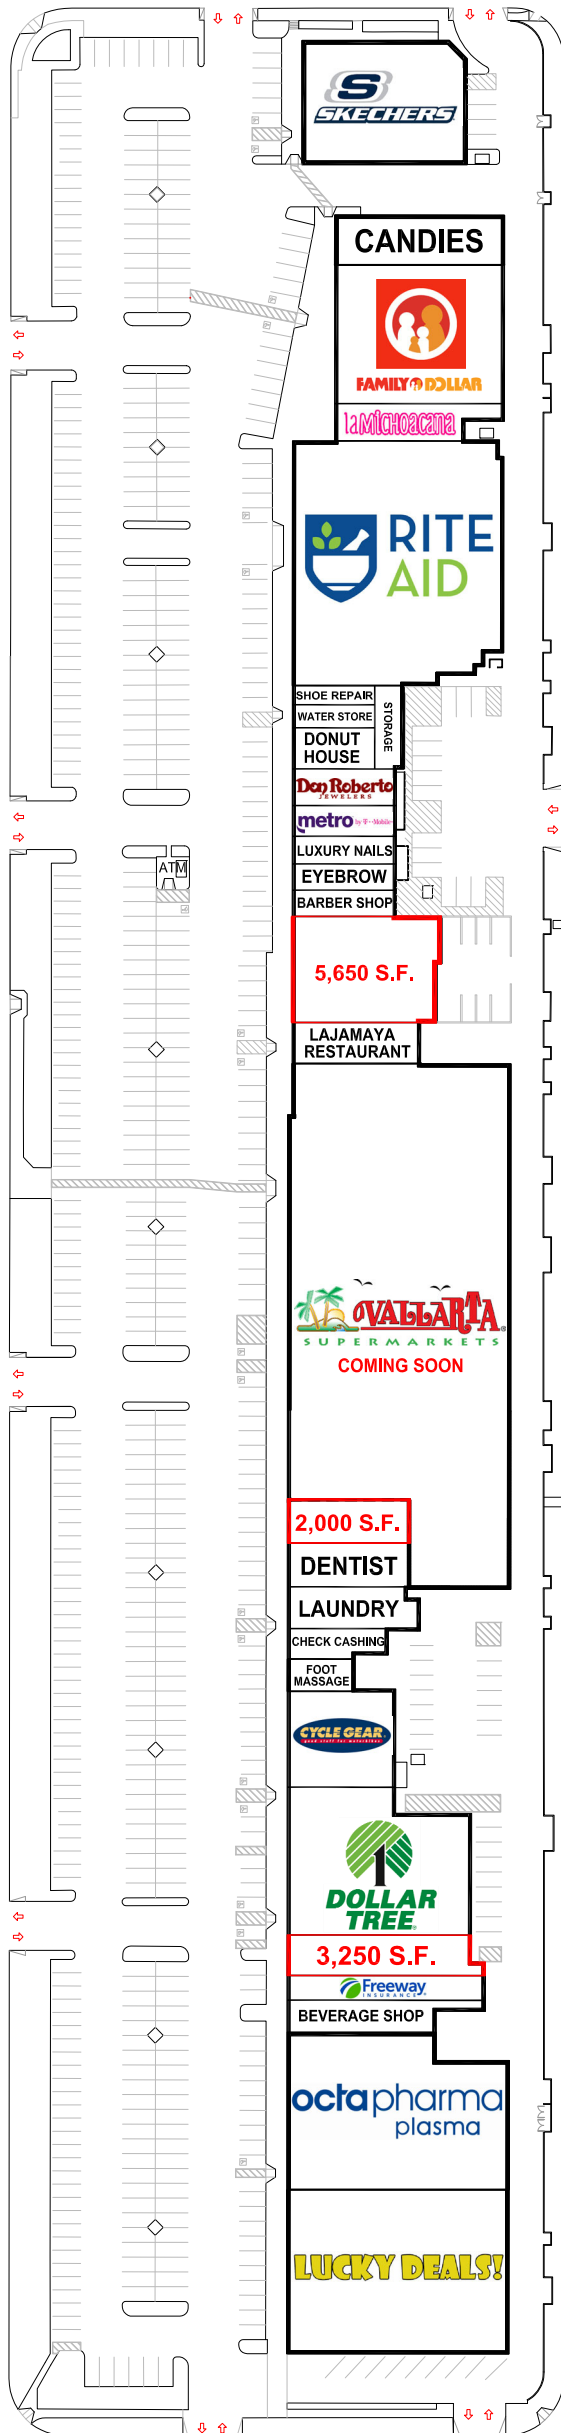 S
SKECHERS
CANDIES
FAMILY DOLLAR
la MICHOACANA
RITE
AID
SHOE REPAIR
WATER STORE
STORAGE
DONUT
HOUSE
Don Roberto
JEWELERS
metro by T-Mobile
LUXURY NAILS
ATM
EYEBROW
BARBER SHOP
5,650 S.F.
LAJAMAYA
RESTAURANT
VALLARTA
SUPERMARKETS
COMING SOON
2,000 S.F.
DENTIST
LAUNDRY
CHECK CASHING
FOOT
MASSAGE
CYCLE GEAR
DOLLAR
TREE
3,250 S.F.
Freeway
INSURANCE
BEVERAGE SHOP
octapharma
plasma
LUCKY DEALS!